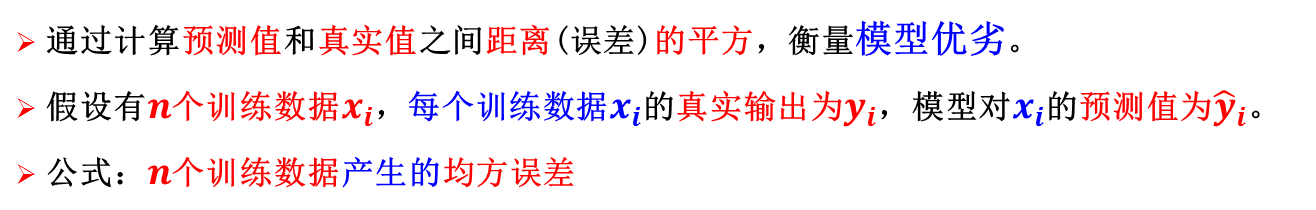 ➢ 通过计算预测值和真实值之间距离(误差)的平方，衡量模型优劣。
➢ 假设有n个训练数据xᵢ，每个训练数据xᵢ的真实输出为yᵢ，模型对xᵢ的预测值为ŷᵢ。
➢ 公式：n个训练数据产生的均方误差